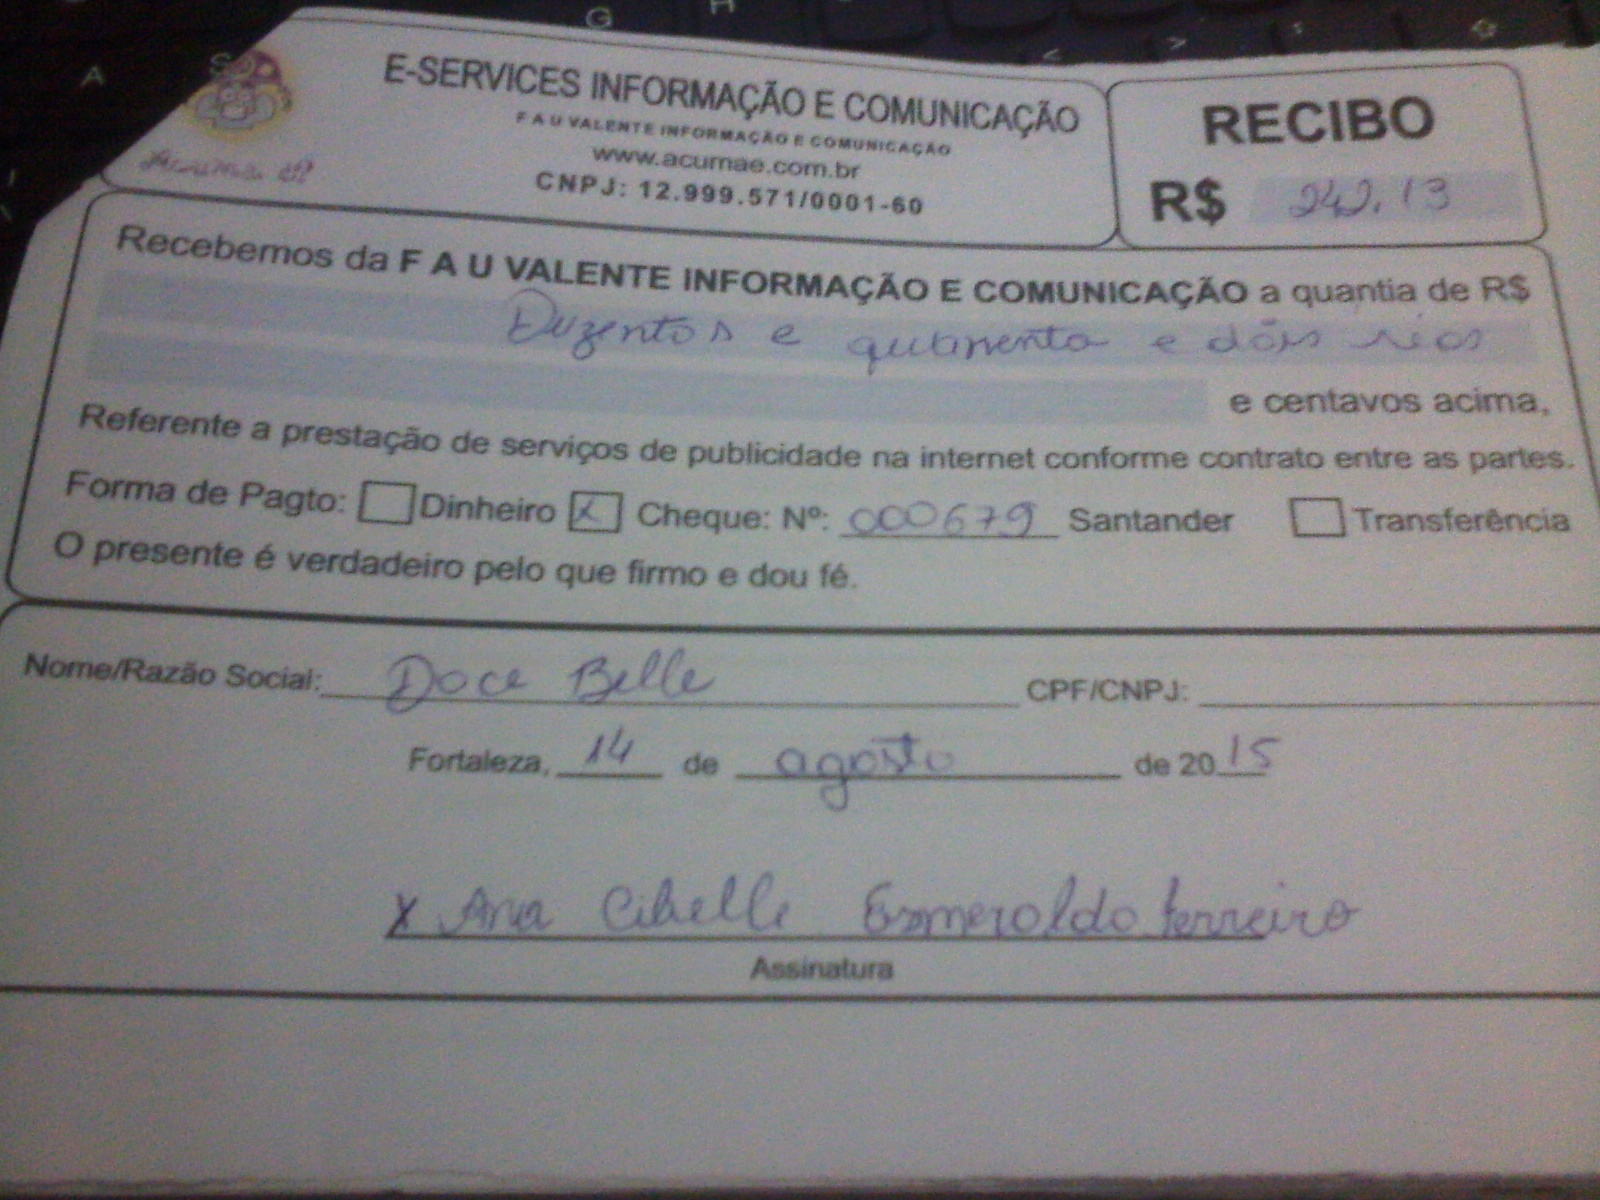 E-SERVICES INFORMAÇÃO E COMUNICAÇÃO
F A U VALENTE INFORMAÇÃO E COMUNICAÇÃO
www.acumae.com.br
CNPJ: 12.999.571/0001-60
RECIBO
R$ 242.13
Recebemos da F A U VALENTE INFORMAÇÃO E COMUNICAÇÃO a quantia de R$
Duzentos e quarenta e dois
e centavos acima,
Referente a prestação de serviços de publicidade na internet conforme contrato entre as partes.
Forma de Pagto: Dinheiro X Cheque: Nº: 000679 Santander Transferência
O presente é verdadeiro pelo que firmo e dou fé.
Nome/Razão Social: Doce Belle CPF/CNPJ:
Fortaleza, 14 de agosto de 2015
X Ana Cibelle Esmeroldo Ferreira
Assinatura